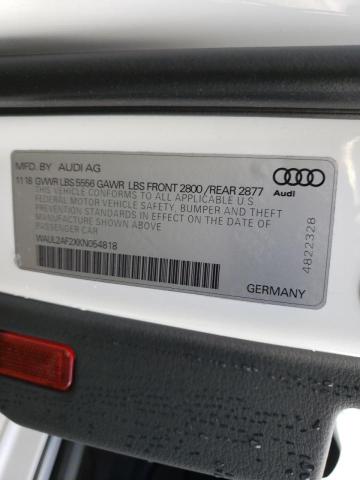 MFD. BY AUDI AG
11 18 GVWR LBS 5556 GAWR LBS FRONT 2800 /REAR 2877
THIS VEHICLE CONFORMS TO ALL APPLICABLE U.S
FEDERAL MOTOR VEHICLE SAFETY, BUMPER AND THEFT
PREVENTION STANDARDS IN EFFECT ON THE DATE OF
MANUFACTURE SHOWN ABOVE
PASSENGER CAR
WAUL2AF2XKN054818
Audi
4822328
GERMANY